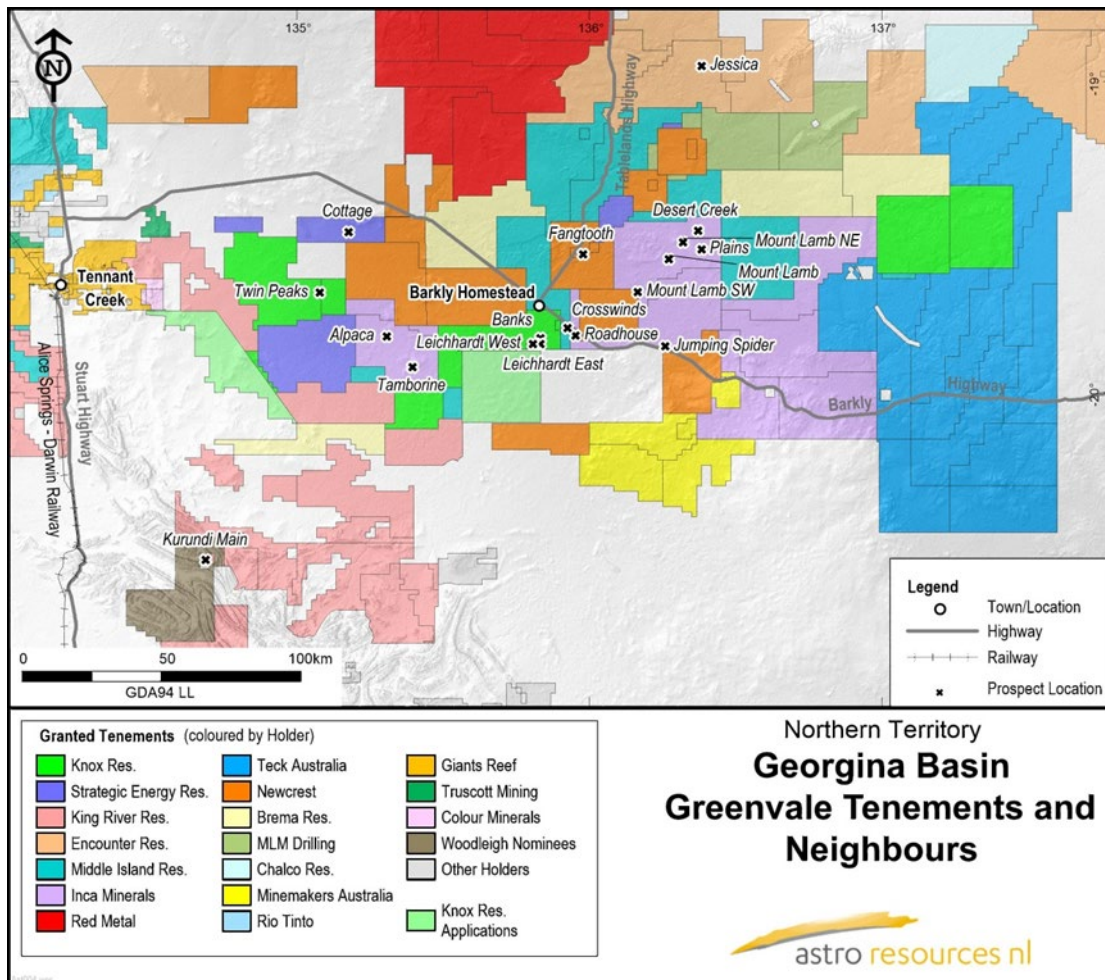 135°
136°
137°
-19°
-20°
N
Jessica
Tablelands Highway
Cottage
Desert Creek
Fangtooth
Mount Lamb NE
Plains
Mount Lamb
Tennant
Creek
Twin Peaks
Barkly Homestead
Mount Lamb SW
Banks
Crosswinds
Alpaca
Leichhardt West
Roadhouse
Jumping Spider
Leichhardt East
Tamborine
Barkly
Highway
Alice Springs - Darwin Railway
Stuart Highway
Kurundi Main
0 50 100km
GDA94 LL
Legend
Town/Location
Highway
Railway
Prospect Location
Granted Tenements (coloured by Holder)
Knox Res.
Strategic Energy Res.
King River Res.
Encounter Res.
Middle Island Res.
Inca Minerals
Red Metal
Teck Australia
Newcrest
Brema Res.
MLM Drilling
Chalco Res.
Minemakers Australia
Rio Tinto
Giants Reef
Truscott Mining
Colour Minerals
Woodleigh Nominees
Other Holders
Knox Res.
Applications
Northern Territory
Georgina Basin
Greenvale Tenements and
Neighbours
astro resources nl